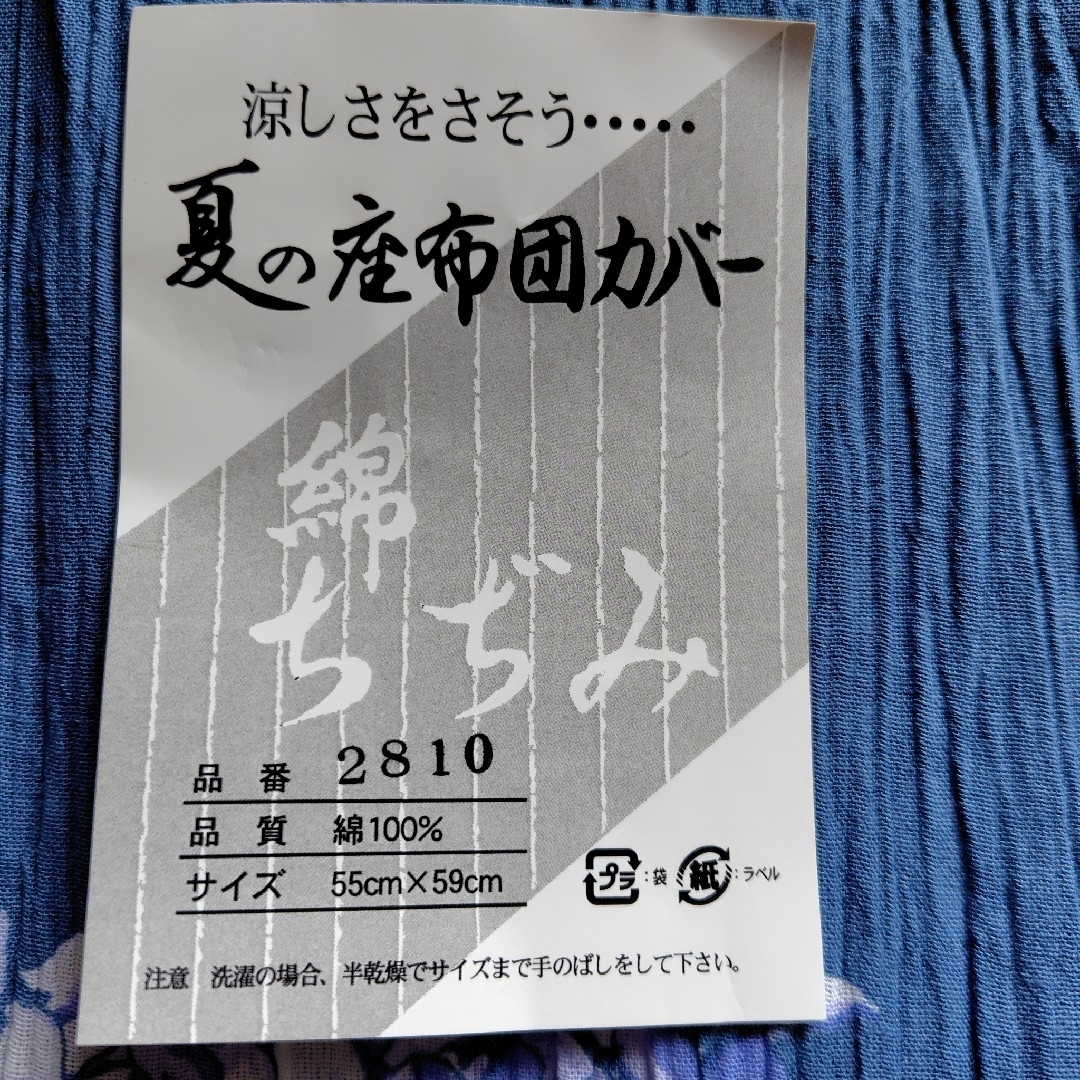 涼しさをさそう・・・・・
夏の座布団カバー
綿
ちぢみ
品番 2810
品質 綿100%
サイズ 55cm×59cm
プラ:袋 紙:ラベル
注意 洗濯の場合、半乾燥でサイズまで手のばしをして下さい。